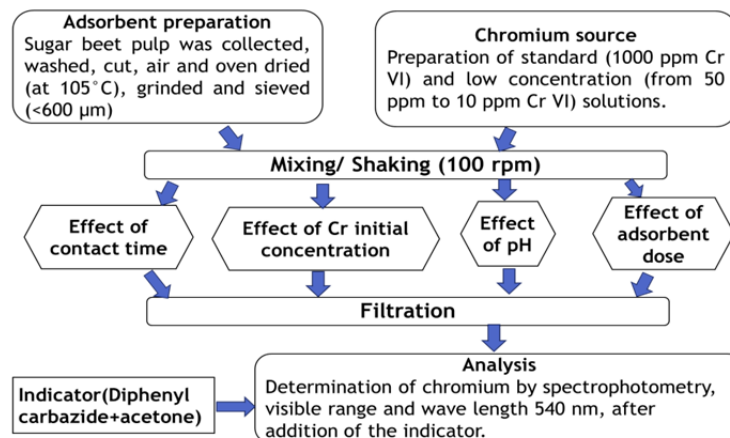 Adsorbent preparation
Sugar beet pulp was collected,
washed, cut, air and oven dried
(at 105°C), grinded and sieved
(<600 µm)
Chromium source
Preparation of standard (1000 ppm Cr
VI) and low concentration (from 50
ppm to 10 ppm Cr VI) solutions.
Mixing/ Shaking (100 rpm)
Effect of
contact time
Effect of Cr initial
concentration
Effect
of pH
Effect of
adsorbent
dose
Filtration
Indicator(Diphenyl
carbazide+acetone)
Analysis
Determination of chromium by spectrophotometry,
visible range and wave length 540 nm, after
addition of the indicator.